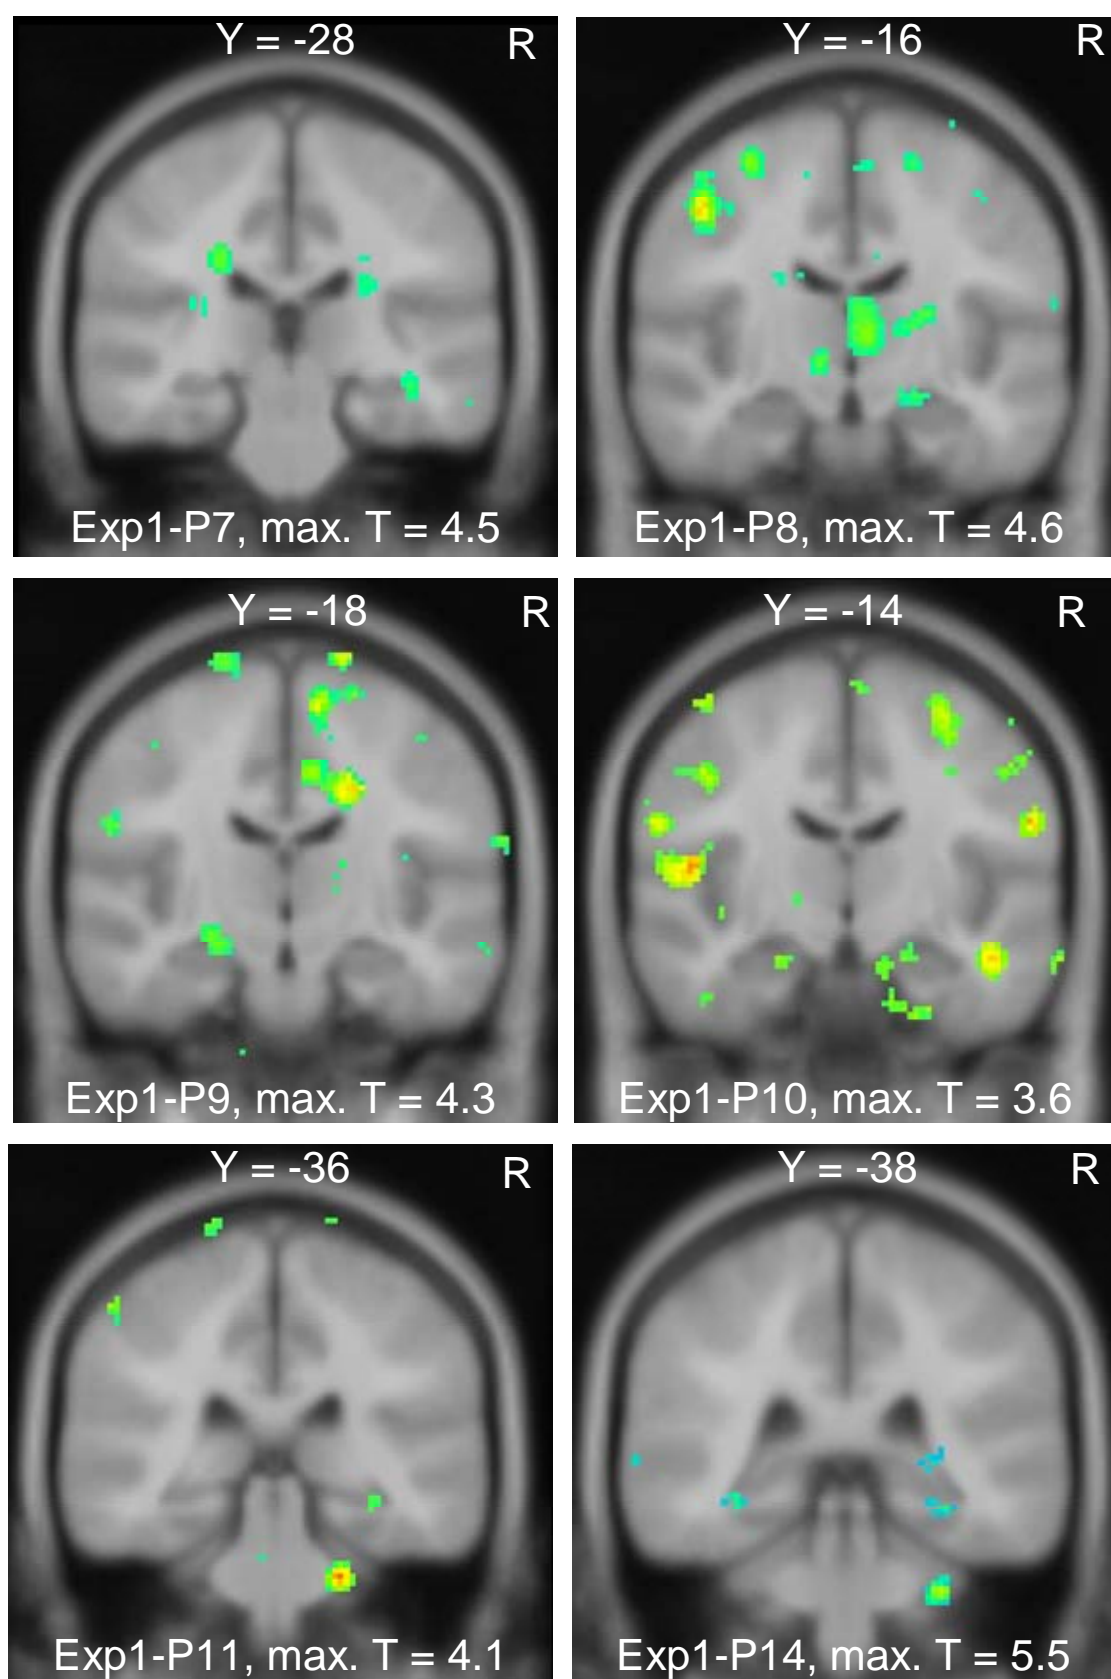 Y = -28 R
Exp1-P7, max. T = 4.5
Y = -16 R
Exp1-P8, max. T = 4.6
Y = -18 R
Exp1-P9, max. T = 4.3
Y = -14 R
Exp1-P10, max. T = 3.6
Y = -36 R
Exp1-P11, max. T = 4.1
Y = -38 R
Exp1-P14, max. T = 5.5